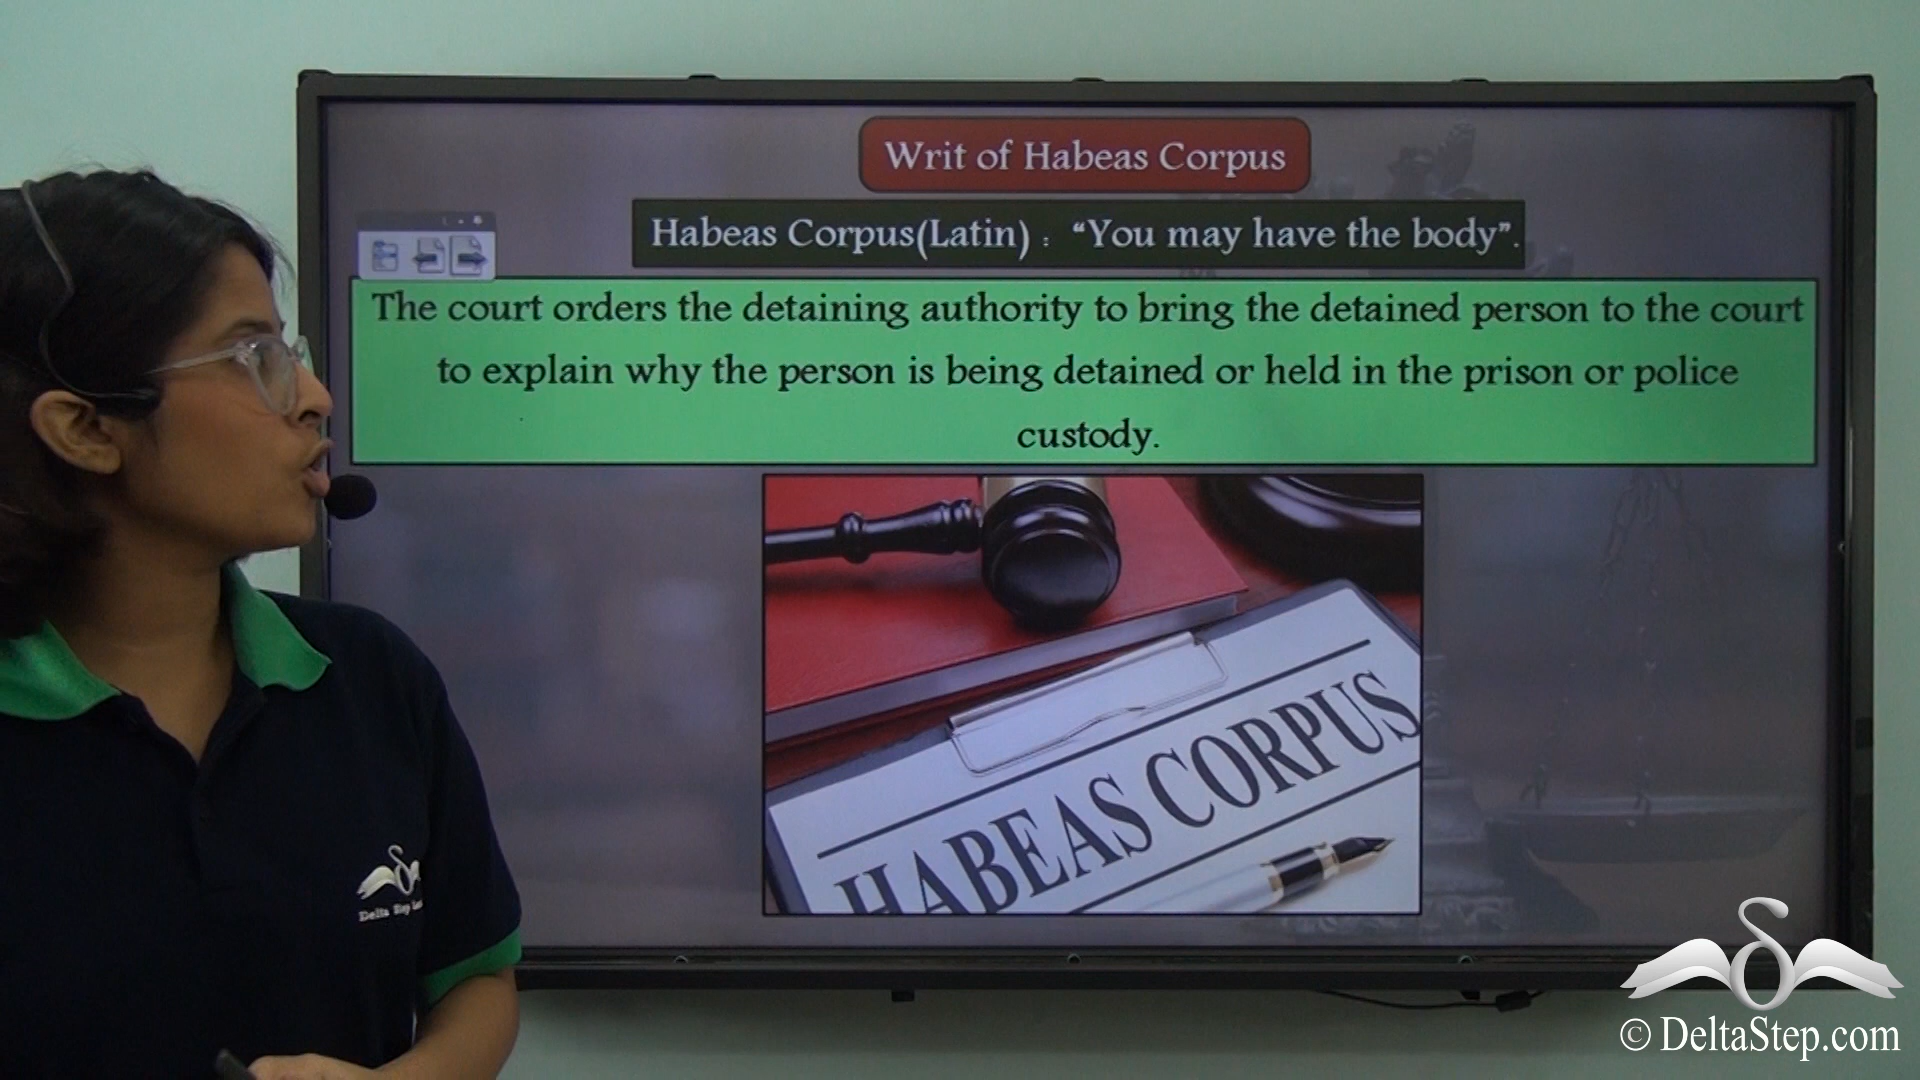 Writ of Habeas Corpus
Habeas Corpus(Latin) : “You may have the body”.
The court orders the detaining authority to bring the detained person to the court
to explain why the person is being detained or held in the prison or police
custody.
HABEAS CORPUS
Delta Step
© DeltaStep.com